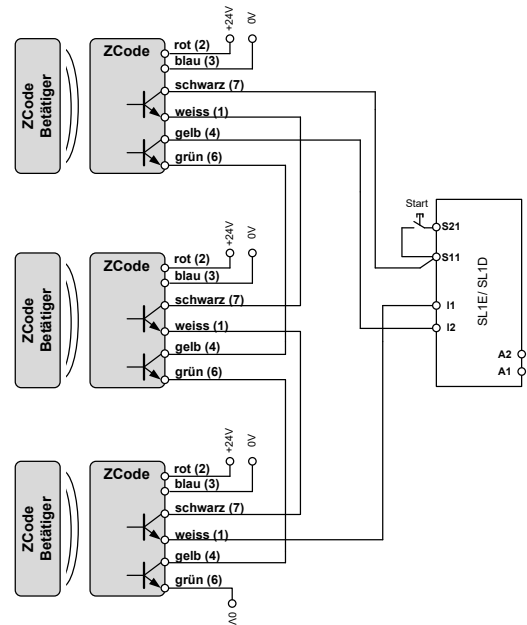 ZCode
Betätiger
ZCode
rot (2)
blau (3)
schwarz (7)
weiss (1)
gelb (4)
grün (6)
+24V
0V
ZCode
Betätiger
ZCode
rot (2)
blau (3)
schwarz (7)
weiss (1)
gelb (4)
grün (6)
+24V
0V
ZCode
Betätiger
ZCode
rot (2)
blau (3)
schwarz (7)
weiss (1)
gelb (4)
grün (6)
+24V
0V
0V
Start
S21
S11
SL1E/ SL1D
I1
I2
A2
A1